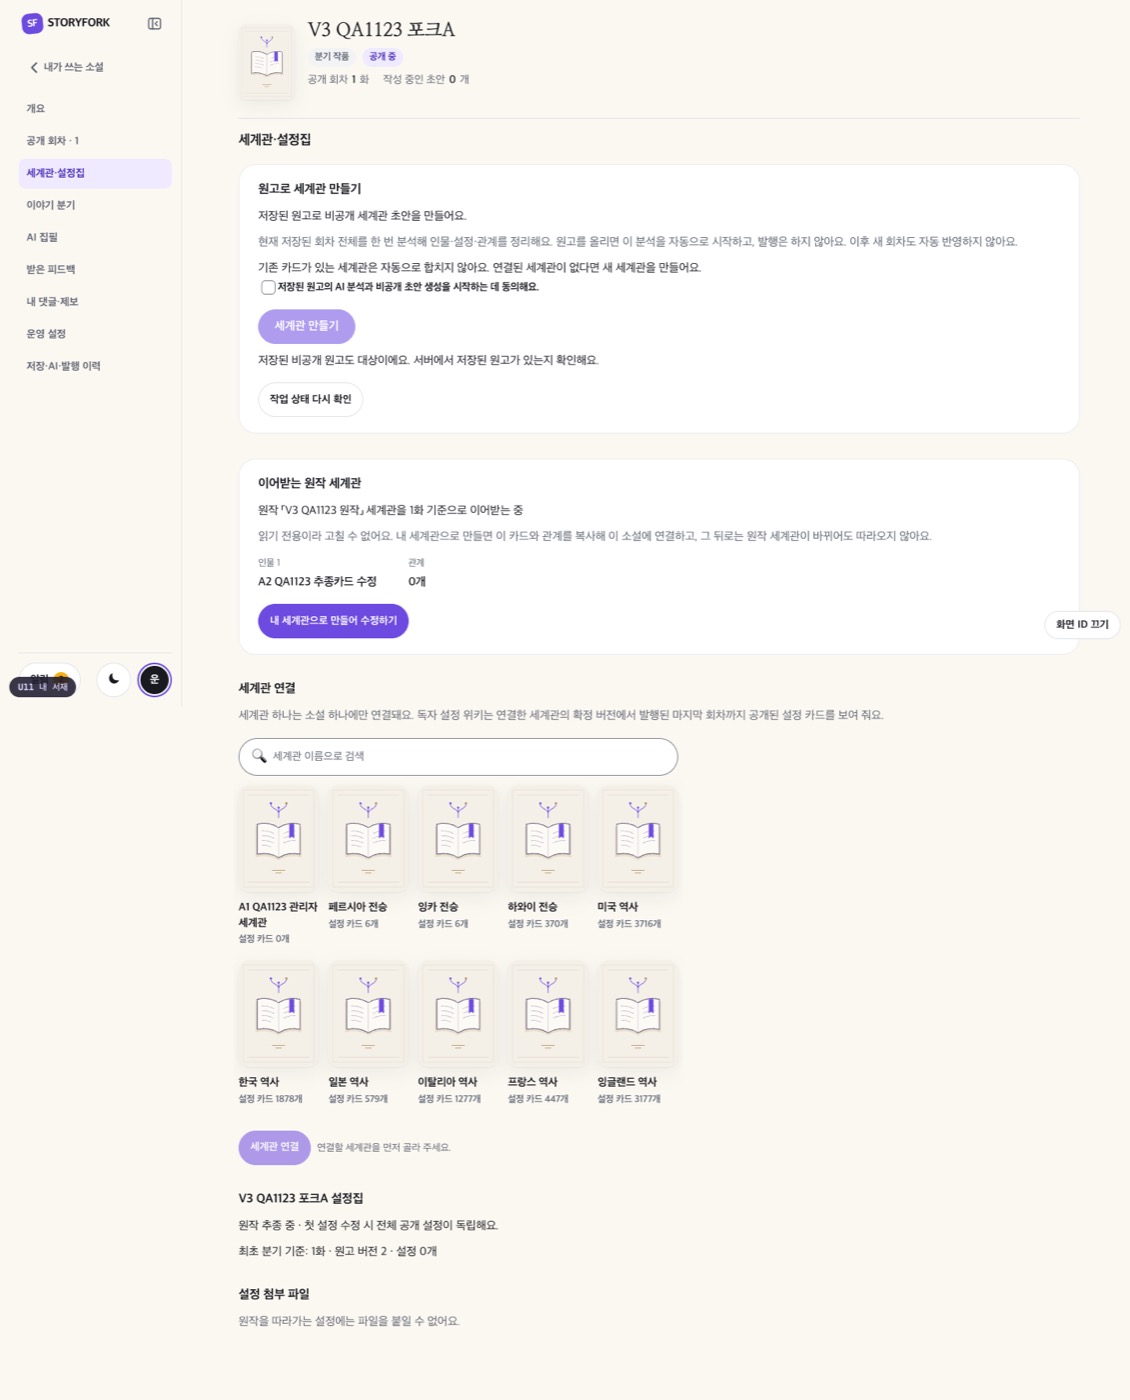 SF STORYFORK
내가 쓰는 소설
개요
공개 회차 · 1
세계관·설정집
이야기 분기
AI 집필
받은 피드백
내 댓글·제보
운영 설정
저장·AI·발행 이력
운
U11 내 서재
V3 QA1123 포크A
분기 작품 공개 중
공개 회차 1 화 작성 중인 초안 0 개
세계관·설정집
원고로 세계관 만들기
저장된 원고로 비공개 세계관 초안을 만들어요.
현재 저장된 회차 전체를 한 번 분석해 인물·설정·관계를 정리해요. 원고를 올리면 이 분석을 자동으로 시작하고, 발행은 하지 않아요. 이후 새 회차도 자동 반영하지 않아요.
기존 카드가 있는 세계관은 자동으로 합치지 않아요. 연결된 세계관이 없다면 새 세계관을 만들어요.
저장된 원고의 AI 분석과 비공개 초안 생성을 시작하는 데 동의해요.
세계관 만들기
저장된 비공개 원고도 대상이에요. 서버에서 저장된 원고가 있는지 확인해요.
작업 상태 다시 확인
이어받는 원작 세계관
원작 「V3 QA1123 원작」 세계관을 1화 기준으로 이어받는 중
읽기 전용이라 고칠 수 없어요. 내 세계관으로 만들면 이 카드와 관계를 복사해 이 소설에 연결하고, 그 뒤로는 원작 세계관이 바뀌어도 따라오지 않아요.
인물 1 관계
A2 QA1123 추종카드 수정 0개
내 세계관으로 만들어 수정하기
화면 ID 끄기
세계관 연결
세계관 하나는 소설 하나에만 연결돼요. 독자 설정 위키는 연결한 세계관의 확정 버전에서 발행된 마지막 회차까지 공개된 설정 카드를 보여 줘요.
세계관 이름으로 검색
A1 QA1123 관리자 세계관
설정 카드 0개
페르시아 전승
설정 카드 6개
잉카 전승
설정 카드 6개
하와이 전승
설정 카드 370개
미국 역사
설정 카드 3716개
한국 역사
설정 카드 1878개
일본 역사
설정 카드 579개
이탈리아 역사
설정 카드 1277개
프랑스 역사
설정 카드 447개
잉글랜드 역사
설정 카드 3177개
세계관 연결 연결할 세계관을 먼저 골라 주세요.
V3 QA1123 포크A 설정집
원작 추종 중 · 첫 설정 수정 시 전체 공개 설정이 독립해요.
최초 분기 기준: 1화 · 원고 버전 2 · 설정 0개
설정 첨부 파일
원작을 따라가는 설정에는 파일을 붙일 수 없어요.